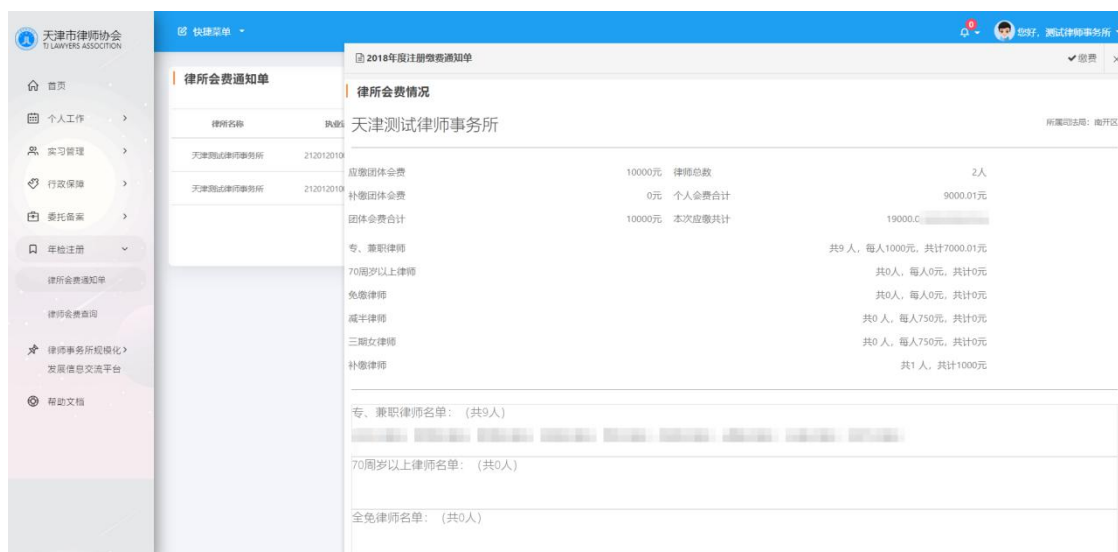 天津市律师协会
TJ LAWYERS ASSOCITION
首页
个人工作
实习管理
行政保障
委托备案
年检注册
律所会费通知单
律师会费查询
律师事务所规模化
发展信息交流平台
帮助文档
快捷菜单
0
您好，测试律师事务所
律所会费通知单
律所名称
天津测试律师事务所 212012010
天津测试律师事务所 212012010
2018年度注册缴费通知单
缴费
律所会费情况
天津测试律师事务所
所属司法局：南开区
应缴团体会费 10000元 律师总数 2人
补缴团体会费 0元 个人会费合计 9000.01元
团体会费合计 10000元 本次应缴共计 19000.
专、兼职律师 共9 人，每人1000元，共计7000.01元
70周岁以上律师 共0人，每人0元，共计0元
免缴律师 共0人，每人0元，共计0元
减半律师 共0 人，每人750元，共计0元
三期女律师 共0 人，每人750元，共计0元
补缴律师 共1 人，共计1000元
专、兼职律师名单：（共9人）
70周岁以上律师名单：（共0人）
全免律师名单：（共0人）